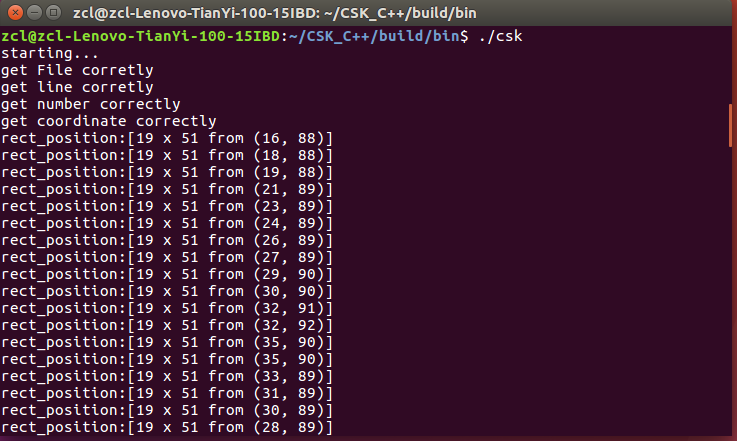 zcl@zcl-Lenovo-TianYi-100-15IBD: ~/CSK_C++/build/bin
zcl@zcl-Lenovo-TianYi-100-15IBD:~/CSK_C++/build/bin$ ./csk
starting...
get File corretly
get line corretly
get number correctly
get coordinate correctly
rect_position:[19 x 51 from (16, 88)]
rect_position:[19 x 51 from (18, 88)]
rect_position:[19 x 51 from (19, 88)]
rect_position:[19 x 51 from (21, 89)]
rect_position:[19 x 51 from (23, 89)]
rect_position:[19 x 51 from (24, 89)]
rect_position:[19 x 51 from (26, 89)]
rect_position:[19 x 51 from (27, 89)]
rect_position:[19 x 51 from (29, 90)]
rect_position:[19 x 51 from (30, 90)]
rect_position:[19 x 51 from (32, 91)]
rect_position:[19 x 51 from (32, 92)]
rect_position:[19 x 51 from (35, 90)]
rect_position:[19 x 51 from (35, 90)]
rect_position:[19 x 51 from (33, 89)]
rect_position:[19 x 51 from (31, 89)]
rect_position:[19 x 51 from (30, 89)]
rect_position:[19 x 51 from (28, 89)]